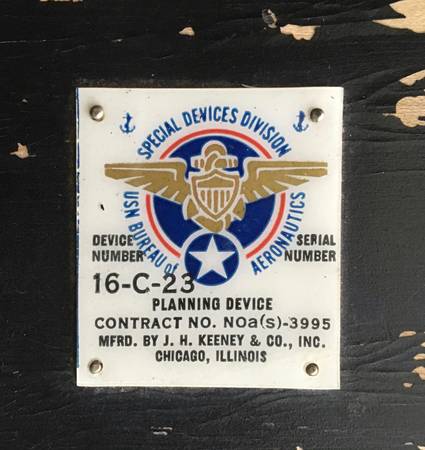 SPECIAL DEVICES DIVISION
USN BUREAU of AERONAUTICS
DEVICE NUMBER
SERIAL NUMBER
16-C-23
PLANNING DEVICE
CONTRACT NO. NOa(s)-3995
MFRD. BY J. H. KEENEY & CO., INC.
CHICAGO, ILLINOIS